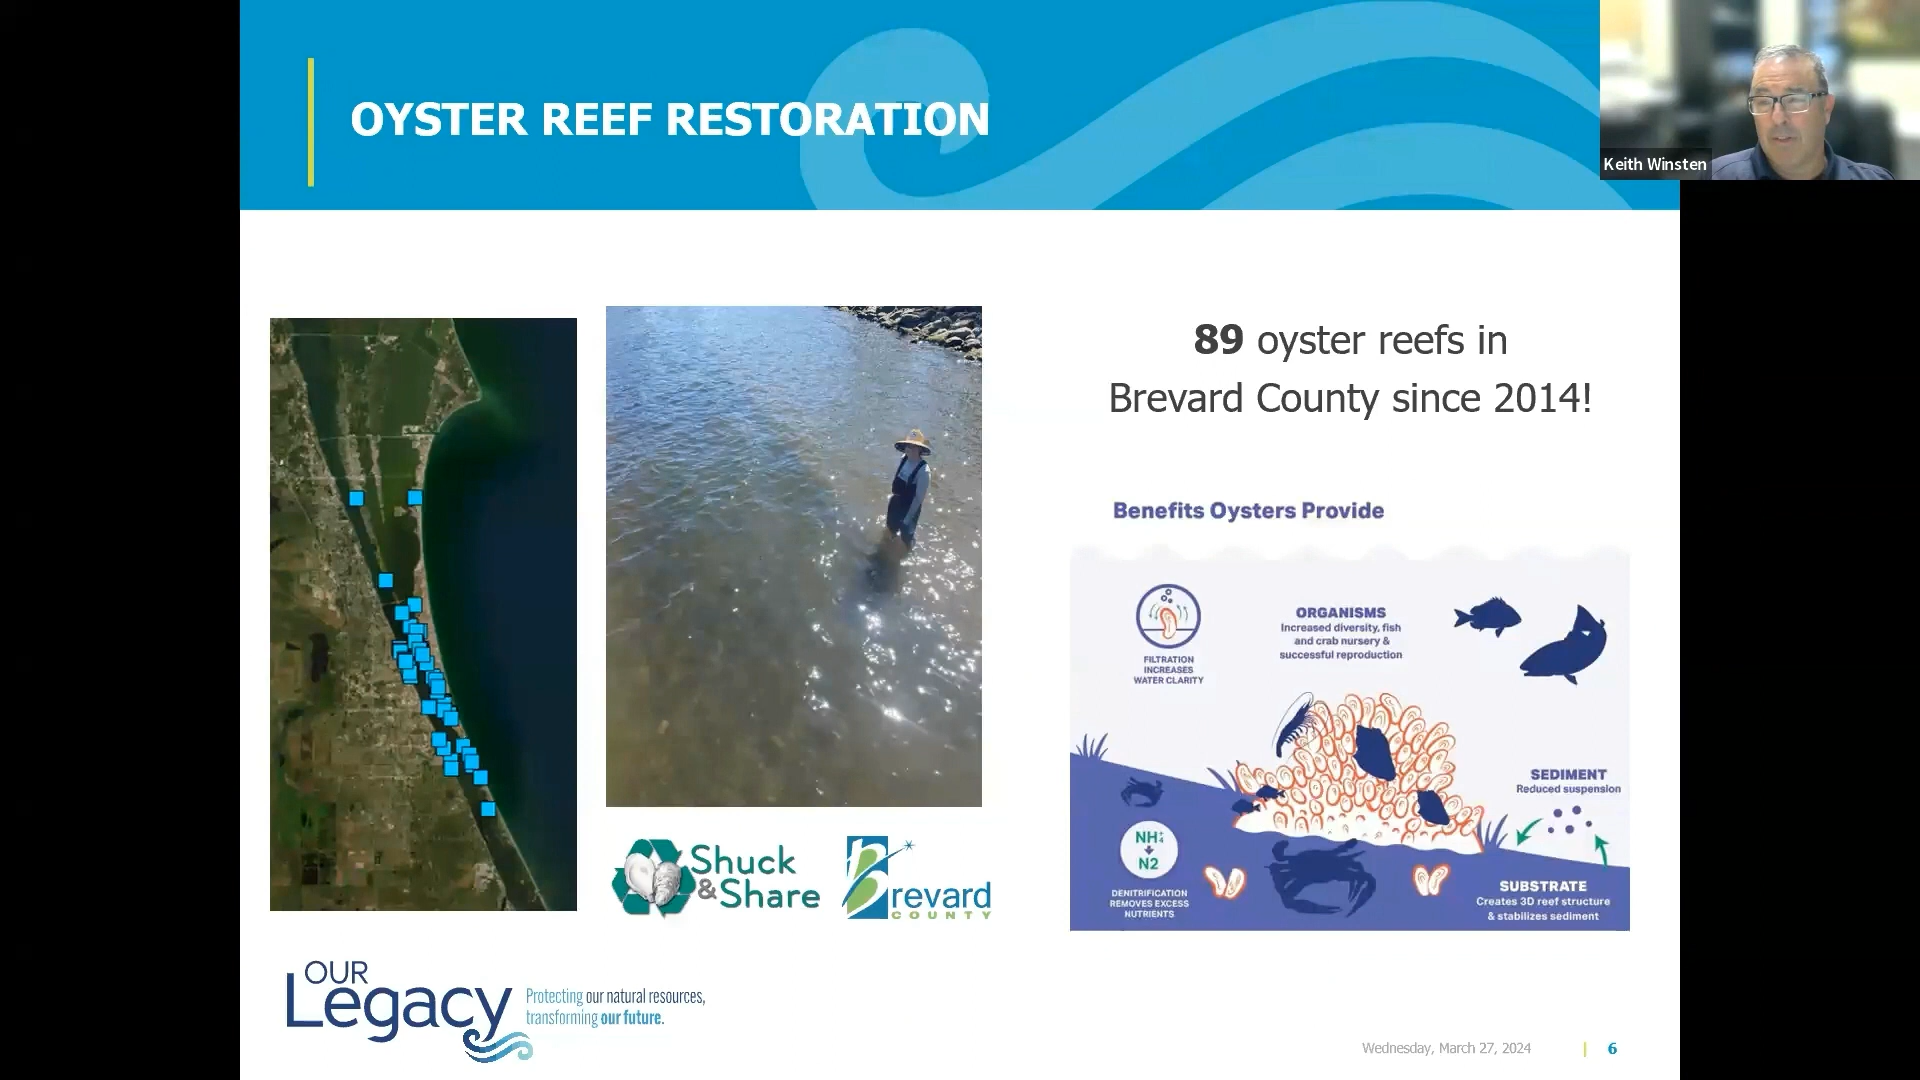 OYSTER REEF RESTORATION
Keith Winsten
89 oyster reefs in
Brevard County since 2014!
Benefits Oysters Provide
FILTRATION
INCREASES
WATER CLARITY
ORGANISMS
Increased diversity, fish
and crab nursery &
successful reproduction
SEDIMENT
Reduced suspension
NH₄⁺
N2
DENITRIFICATION
REMOVES EXCESS
NUTRIENTS
SUBSTRATE
Creates 3D reef structure
& stabilizes sediment
Shuck
& Share
Brevard
COUNTY
OUR
Legacy
Protecting our natural resources,
transforming our future.
Wednesday, March 27, 2024 | 6